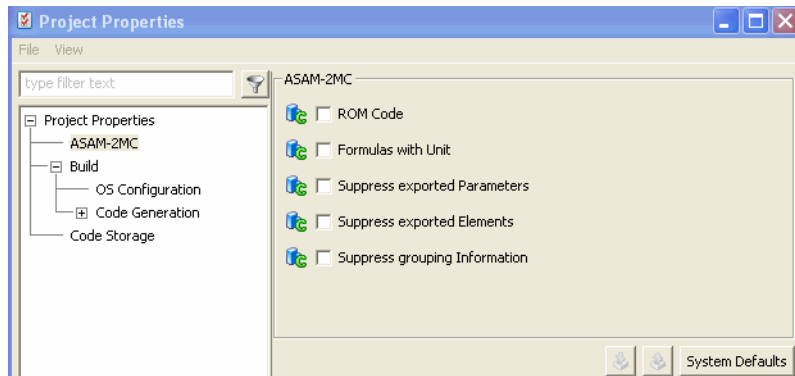 Project Properties
File View
type filter text
Project Properties
ASAM-2MC
Build
OS Configuration
Code Generation
Code Storage
ASAM-2MC
ROM Code
Formulas with Unit
Suppress exported Parameters
Suppress exported Elements
Suppress grouping Information
System Defaults